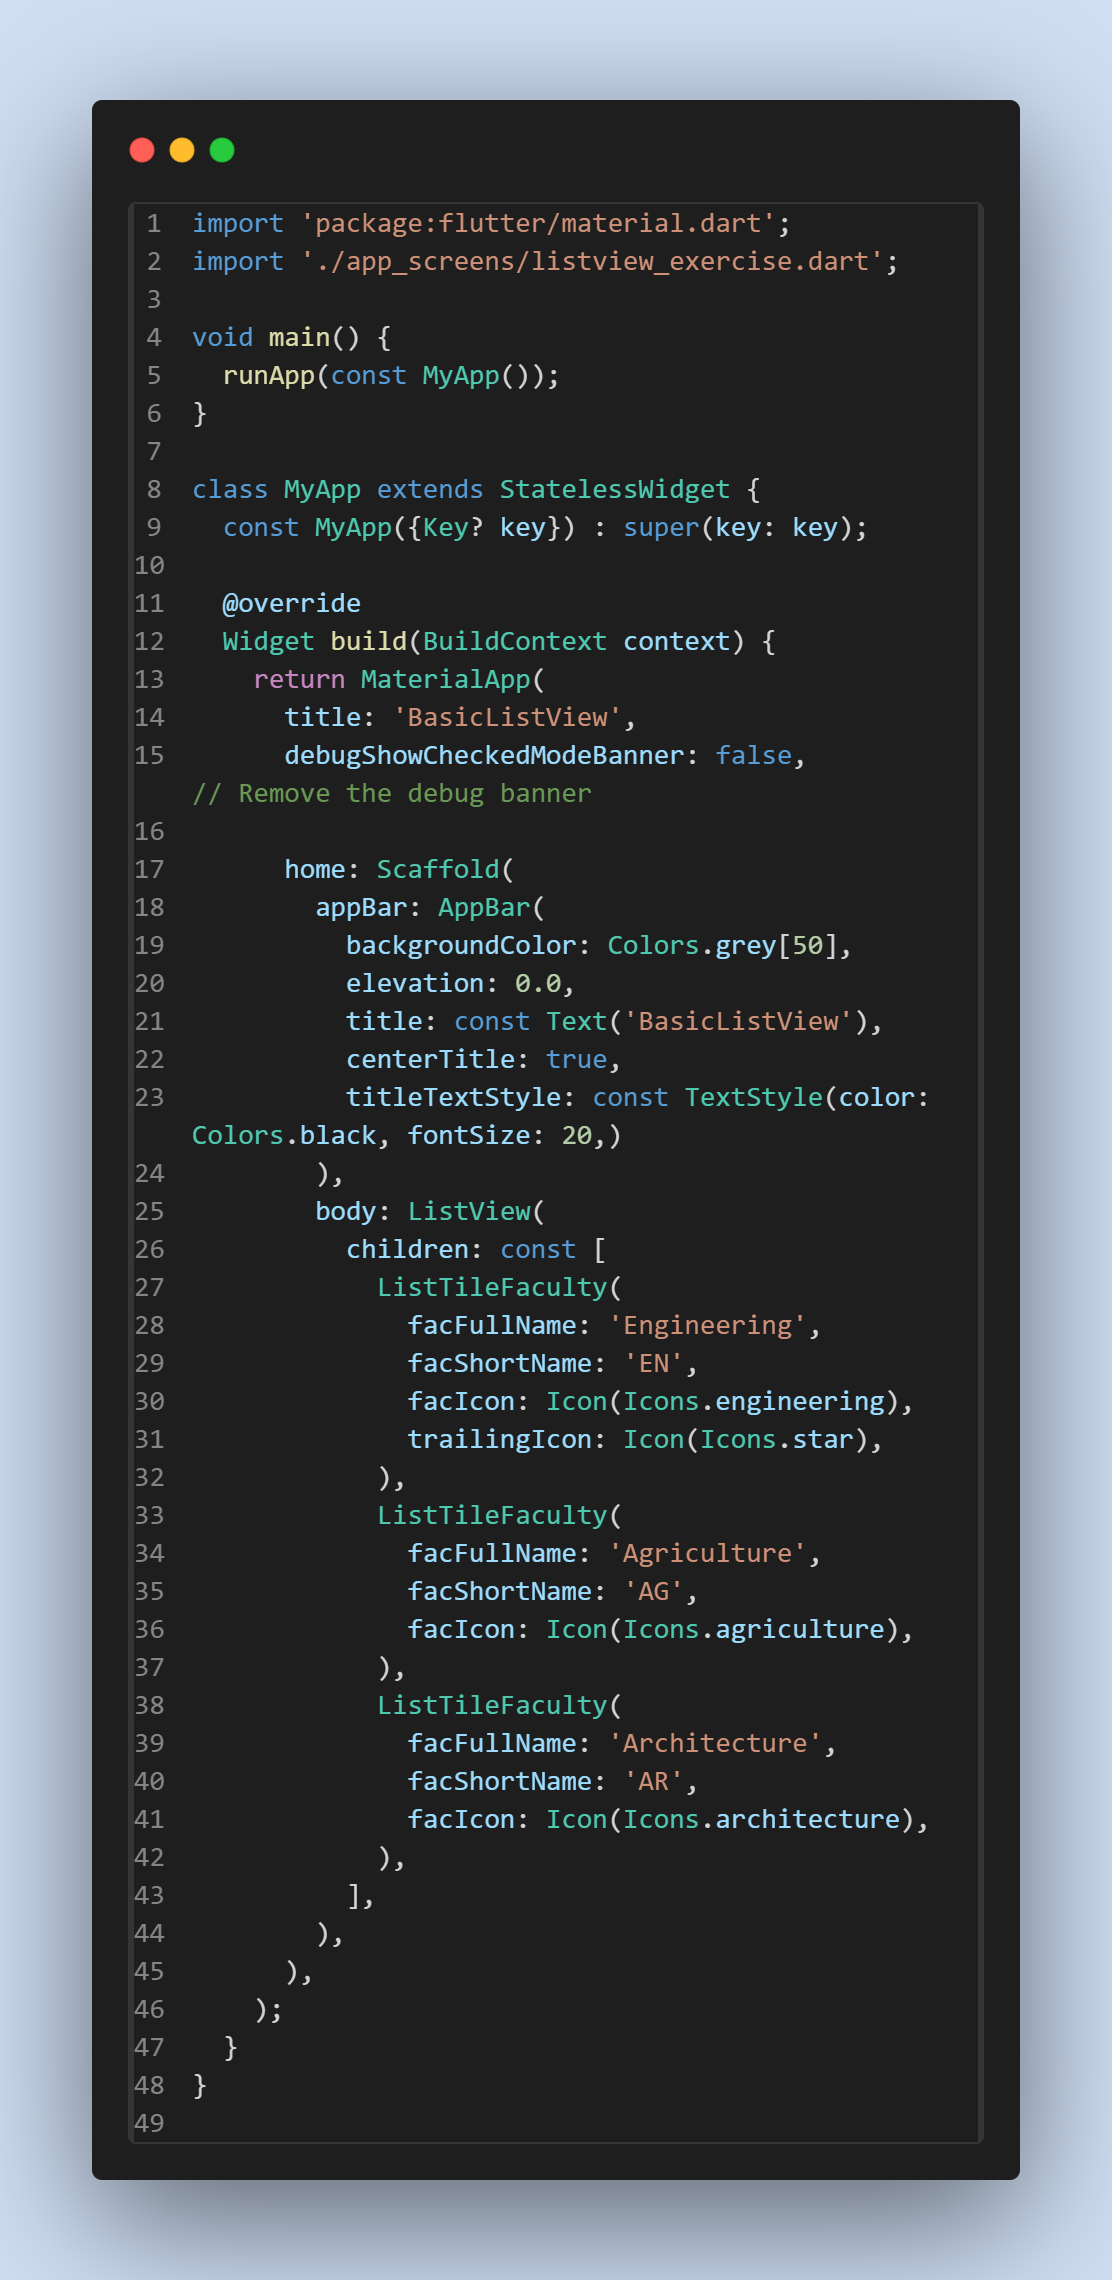 1 import 'package:flutter/material.dart';
2 import './app_screens/listview_exercise.dart';
3
4 void main() {
5   runApp(const MyApp());
6 }
7
8 class MyApp extends StatelessWidget {
9   const MyApp({Key? key}) : super(key: key);
10
11   @override
12   Widget build(BuildContext context) {
13     return MaterialApp(
14       title: 'BasicListView',
15       debugShowCheckedModeBanner: false,
// Remove the debug banner
16
17       home: Scaffold(
18         appBar: AppBar(
19           backgroundColor: Colors.grey[50],
20           elevation: 0.0,
21           title: const Text('BasicListView'),
22           centerTitle: true,
23           titleTextStyle: const TextStyle(color:
Colors.black, fontSize: 20,)
24         ),
25         body: ListView(
26           children: const [
27             ListTileFaculty(
28               facFullName: 'Engineering',
29               facShortName: 'EN',
30               facIcon: Icon(Icons.engineering),
31               trailingIcon: Icon(Icons.star),
32             ),
33             ListTileFaculty(
34               facFullName: 'Agriculture',
35               facShortName: 'AG',
36               facIcon: Icon(Icons.agriculture),
37             ),
38             ListTileFaculty(
39               facFullName: 'Architecture',
40               facShortName: 'AR',
41               facIcon: Icon(Icons.architecture),
42             ),
43           ],
44         ),
45       ),
46     );
47   }
48 }
49